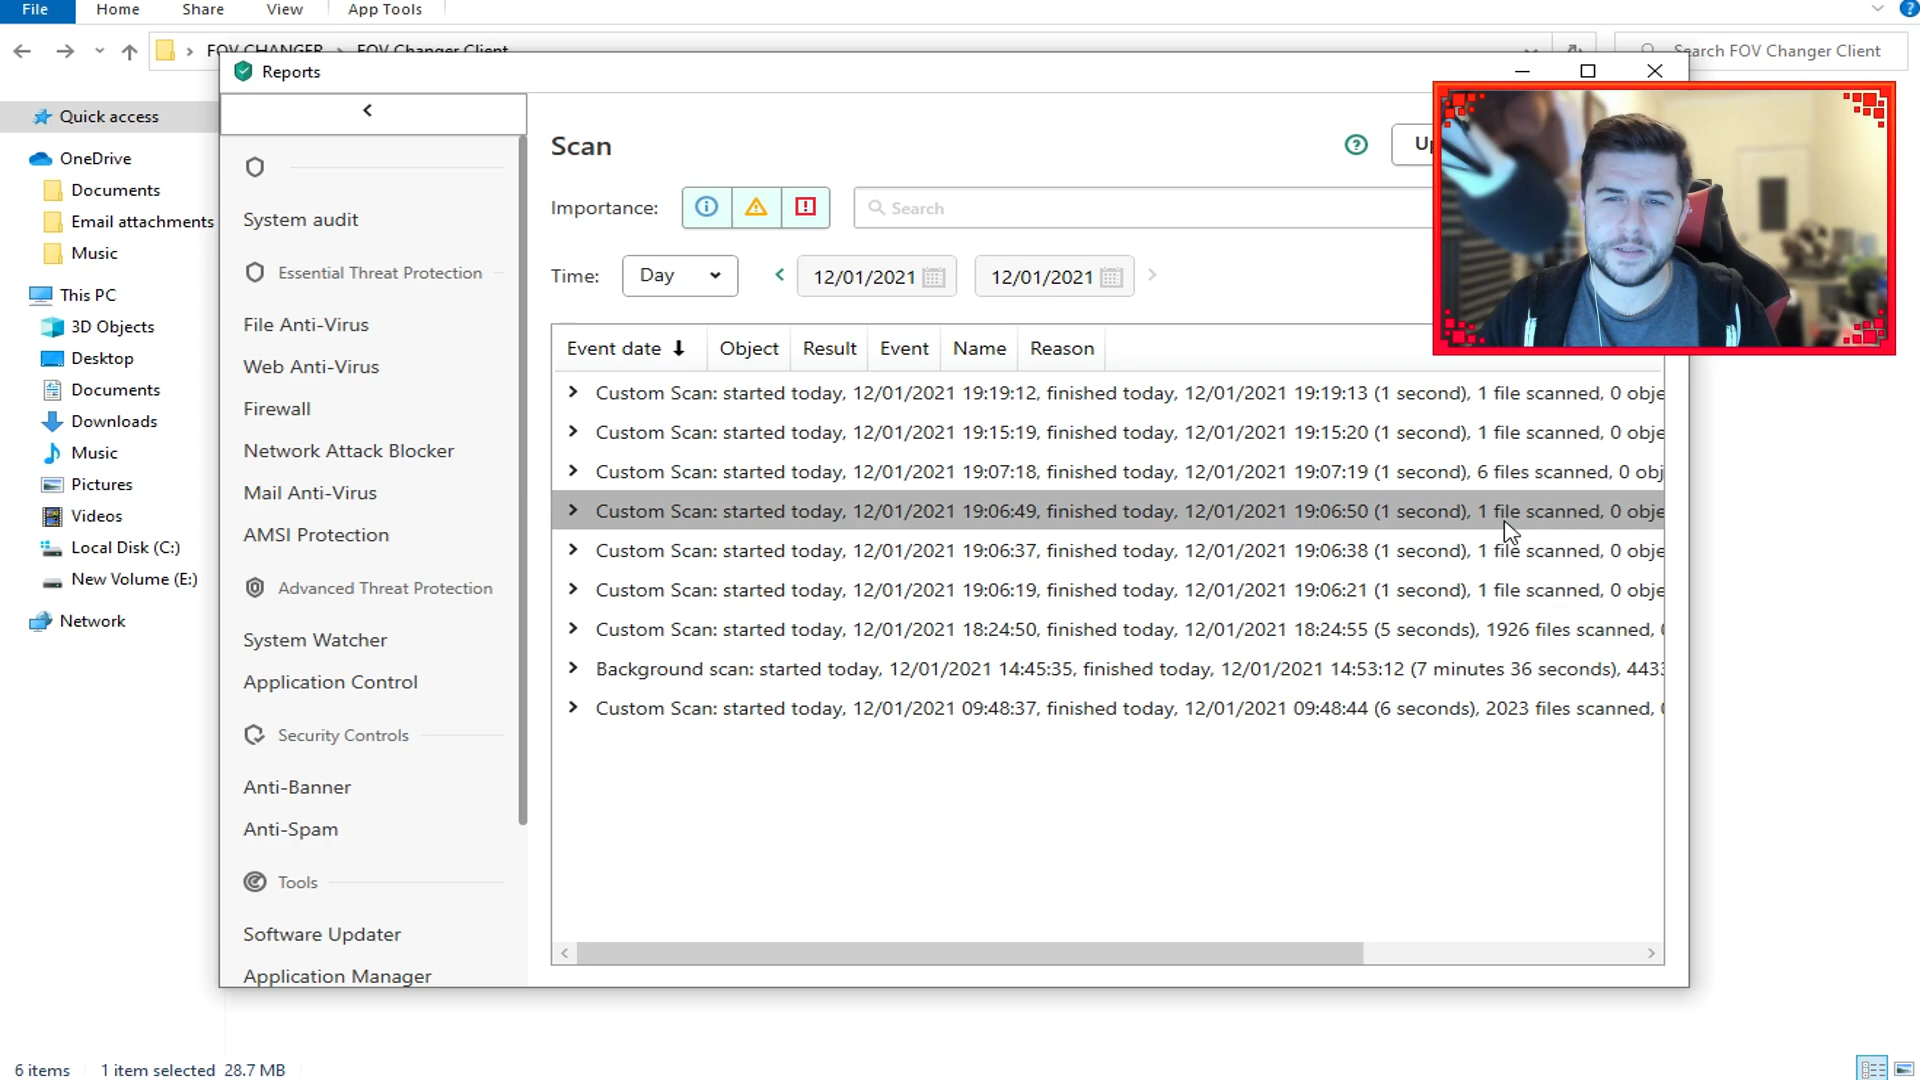 File Home Share View App Tools
FOV CHANGER FOV Changer Client Search FOV Changer Client
Reports
Quick access
OneDrive
Documents
Email attachments
Music
This PC
3D Objects
Desktop
Documents
Downloads
Music
Pictures
Videos
Local Disk (C:)
New Volume (E:)
Network
System audit
Essential Threat Protection
File Anti-Virus
Web Anti-Virus
Firewall
Network Attack Blocker
Mail Anti-Virus
AMSI Protection
Advanced Threat Protection
System Watcher
Application Control
Security Controls
Anti-Banner
Anti-Spam
Tools
Software Updater
Application Manager
Scan
Up
Importance: Search
Time: Day 12/01/2021 12/01/2021
Event date Object Result Event Name Reason
Custom Scan: started today, 12/01/2021 19:19:12, finished today, 12/01/2021 19:19:13 (1 second), 1 file scanned, 0 obje
Custom Scan: started today, 12/01/2021 19:15:19, finished today, 12/01/2021 19:15:20 (1 second), 1 file scanned, 0 obje
Custom Scan: started today, 12/01/2021 19:07:18, finished today, 12/01/2021 19:07:19 (1 second), 6 files scanned, 0 obj
Custom Scan: started today, 12/01/2021 19:06:49, finished today, 12/01/2021 19:06:50 (1 second), 1 file scanned, 0 obje
Custom Scan: started today, 12/01/2021 19:06:37, finished today, 12/01/2021 19:06:38 (1 second), 1 file scanned, 0 obje
Custom Scan: started today, 12/01/2021 19:06:19, finished today, 12/01/2021 19:06:21 (1 second), 1 file scanned, 0 obje
Custom Scan: started today, 12/01/2021 18:24:50, finished today, 12/01/2021 18:24:55 (5 seconds), 1926 files scanned,
Background scan: started today, 12/01/2021 14:45:35, finished today, 12/01/2021 14:53:12 (7 minutes 36 seconds), 4433
Custom Scan: started today, 12/01/2021 09:48:37, finished today, 12/01/2021 09:48:44 (6 seconds), 2023 files scanned,
6 items 1 item selected 28.7 MB